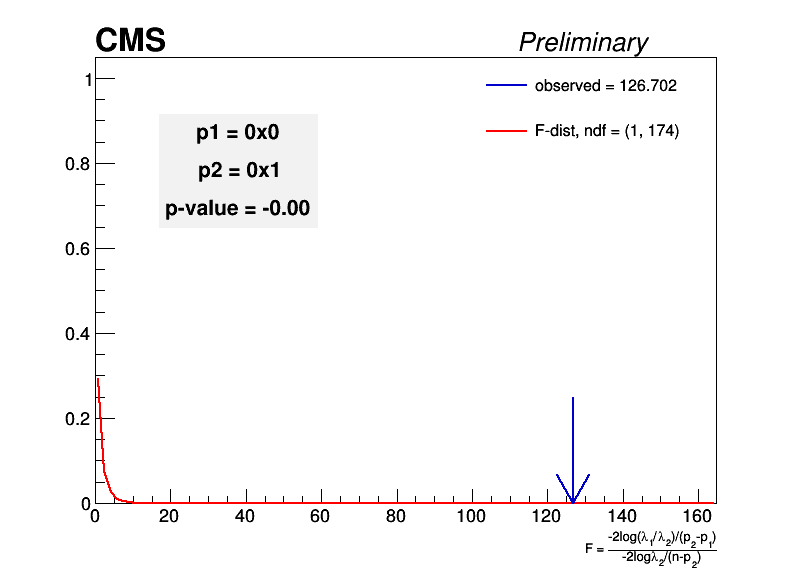 CMS Preliminary
observed = 126.702
F-dist, ndf = (1, 174)
p1 = 0x0
p2 = 0x1
p-value = -0.00
1
0.8
0.6
0.4
0.2
0
0 20 40 60 80 100 120 140 160
F = -2log(λ₁/λ₂)/(p₂-p₁)
-2logλ₂/(n-p₂)